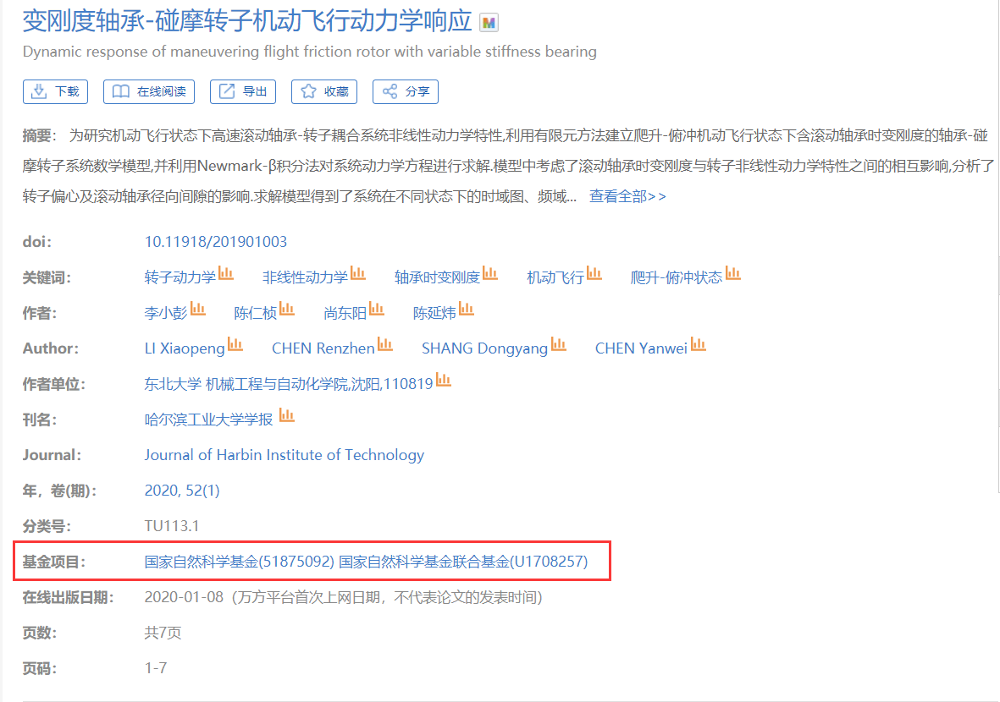 变刚度轴承-碰摩转子机动飞行动力学响应 M
Dynamic response of maneuvering flight friction rotor with variable stiffness bearing
下载 在线阅读 导出 收藏 分享
摘要： 为研究机动飞行状态下高速滚动轴承-转子耦合系统非线性动力学特性,利用有限元方法建立爬升-俯冲机动飞行状态下含滚动轴承时变刚度的轴承-碰
摩转子系统数学模型,并利用Newmark-β积分法对系统动力学方程进行求解.模型中考虑了滚动轴承时变刚度与转子非线性动力学特性之间的相互影响,分析了
转子偏心及滚动轴承径向间隙的影响.求解模型得到了系统在不同状态下的时域图、频域... 查看全部>>
doi： 10.11918/201901003
关键词： 转子动力学 非线性动力学 轴承时变刚度 机动飞行 爬升-俯冲状态
作者： 李小彭 陈仁桢 尚东阳 陈延炜
Author： LI Xiaopeng CHEN Renzhen SHANG Dongyang CHEN Yanwei
作者单位： 东北大学 机械工程与自动化学院,沈阳,110819
刊名： 哈尔滨工业大学学报
Journal： Journal of Harbin Institute of Technology
年，卷(期)： 2020, 52(1)
分类号： TU113.1
基金项目： 国家自然科学基金(51875092) 国家自然科学基金联合基金(U1708257)
在线出版日期： 2020-01-08（万方平台首次上网日期，不代表论文的发表时间）
页数： 共7页
页码： 1-7